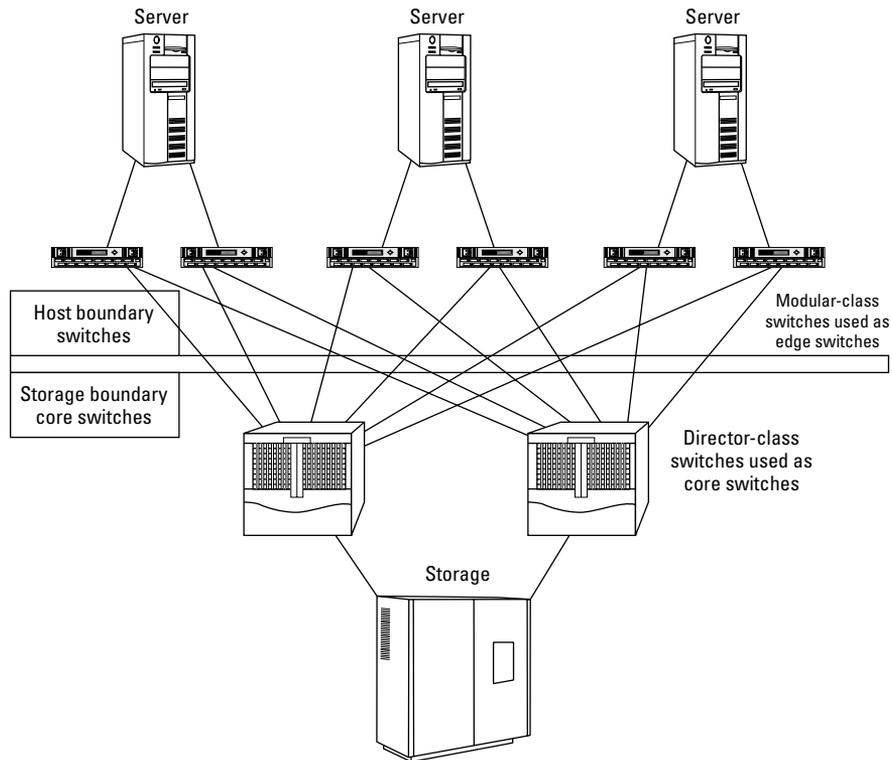 Server
Server
Server
Host boundary
switches
Modular-class
switches used as
edge switches
Storage boundary
core switches
Director-class
switches used as
core switches
Storage